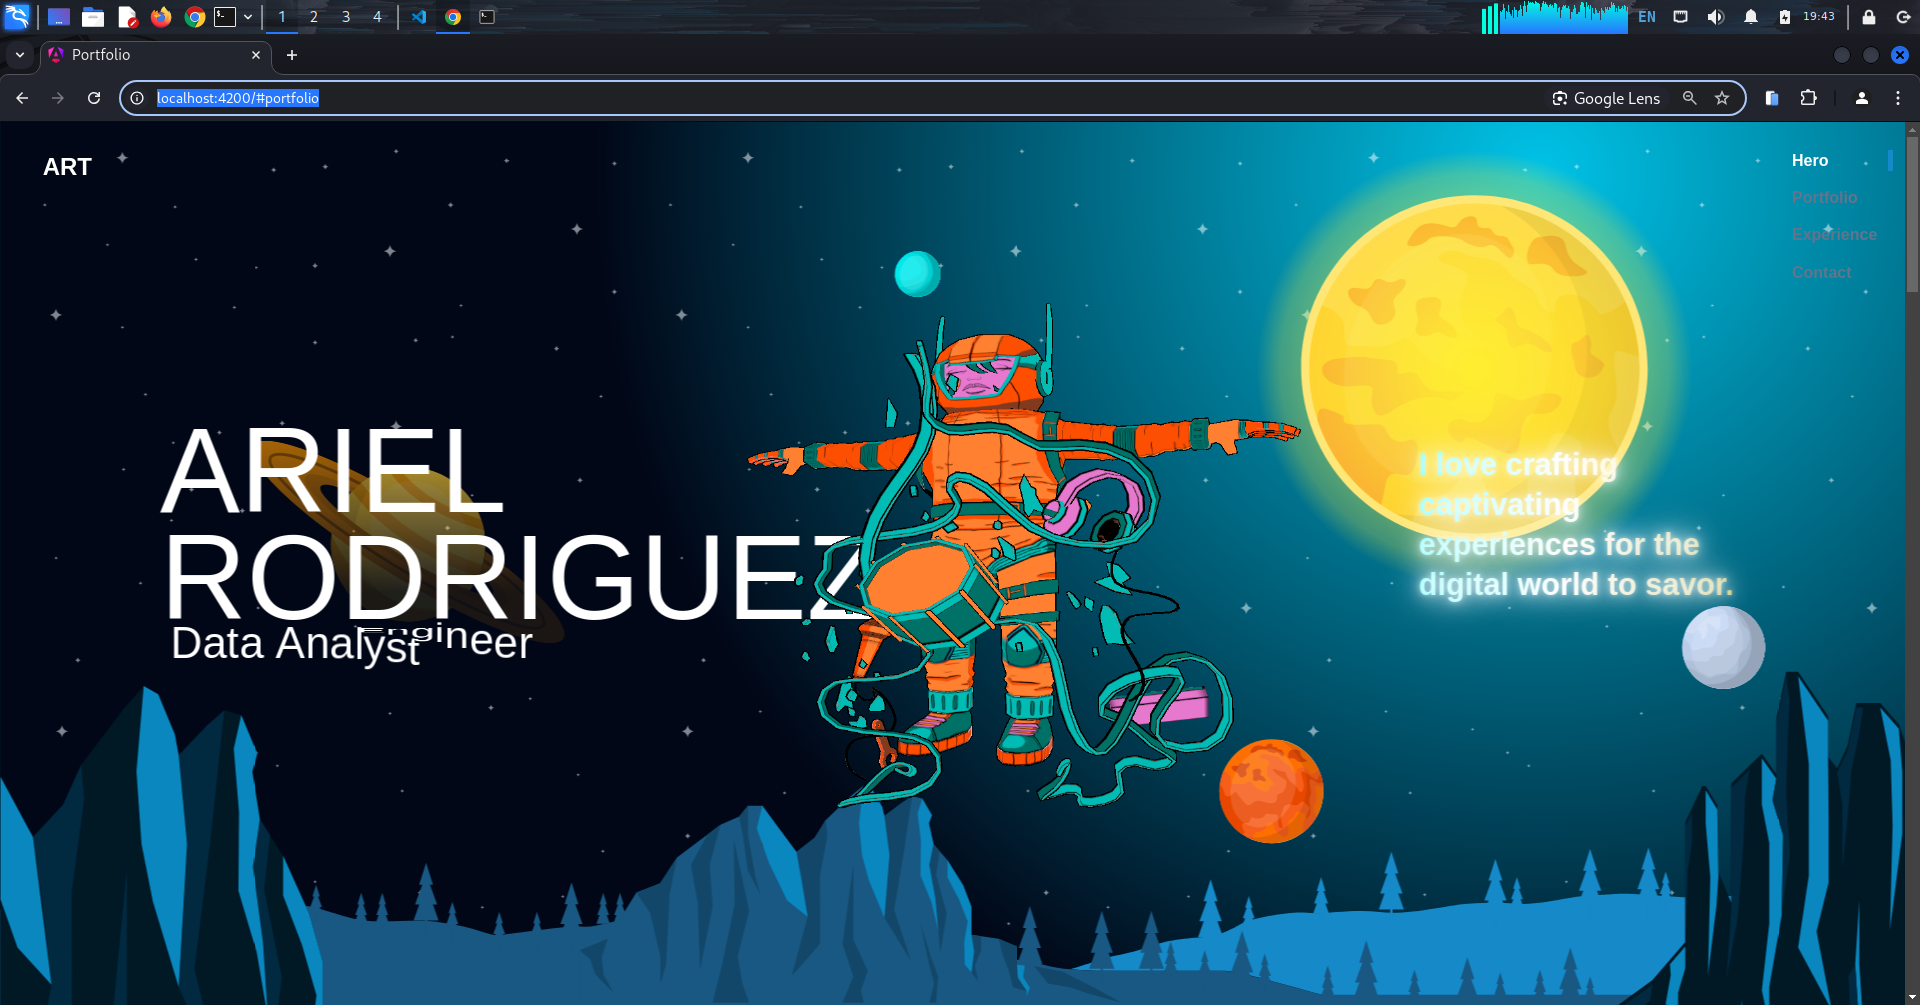 1 2 3 4
EN
19:43
Portfolio
localhost:4200/#portfolio
Google Lens
ART
Hero
Portfolio
Experience
Contact
ARIEL
RODRIGUEZ
Data Analyst
Engineer
I love crafting
captivating
experiences for the
digital world to savor.